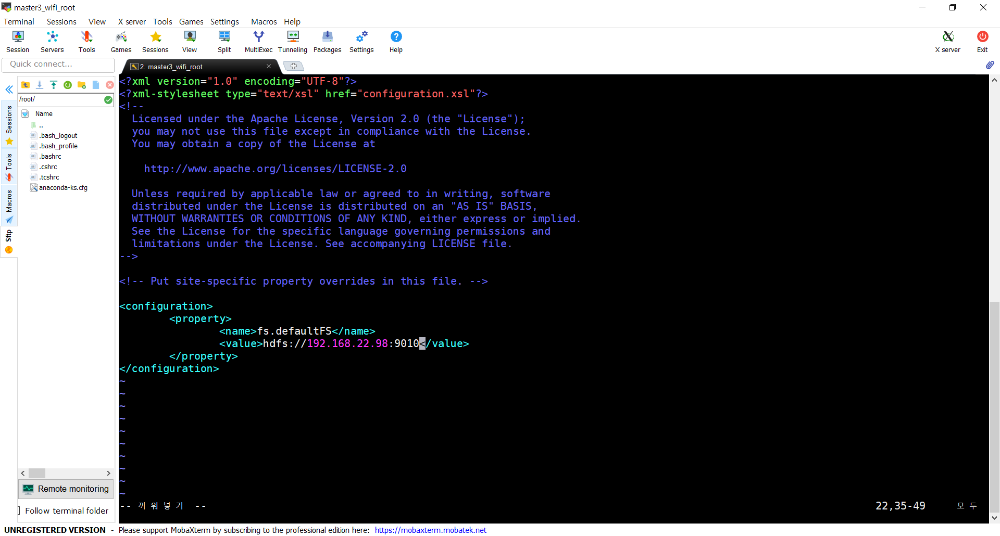 master3_wifi_root
Terminal Sessions View X server Tools Games Settings Macros Help
Session Servers Tools Games Sessions View Split MultiExec Tunneling Packages Settings Help X server Exit
Quick connect...
2. master3_wifi_root
/root/
Name
..
.bash_logout
.bash_profile
.bashrc
.cshrc
.tcshrc
anaconda-ks.cfg
Sessions
Tools
Macros
Sftp
Remote monitoring
Follow terminal folder
<?xml version="1.0" encoding="UTF-8"?>
<?xml-stylesheet type="text/xsl" href="configuration.xsl"?>
<!--
  Licensed under the Apache License, Version 2.0 (the "License");
  you may not use this file except in compliance with the License.
  You may obtain a copy of the License at

    http://www.apache.org/licenses/LICENSE-2.0

  Unless required by applicable law or agreed to in writing, software
  distributed under the License is distributed on an "AS IS" BASIS,
  WITHOUT WARRANTIES OR CONDITIONS OF ANY KIND, either express or implied.
  See the License for the specific language governing permissions and
  limitations under the License. See accompanying LICENSE file.
-->

<!-- Put site-specific property overrides in this file. -->

<configuration>
        <property>
                <name>fs.defaultFS</name>
                <value>hdfs://192.168.22.98:9010</value>
        </property>
</configuration>
~
~
~
~
~
~
~
~
~
~
-- 끼워넣기 -- 22,35-49 모두
UNREGISTERED VERSION - Please support MobaXterm by subscribing to the professional edition here: https://mobaxterm.mobatek.net